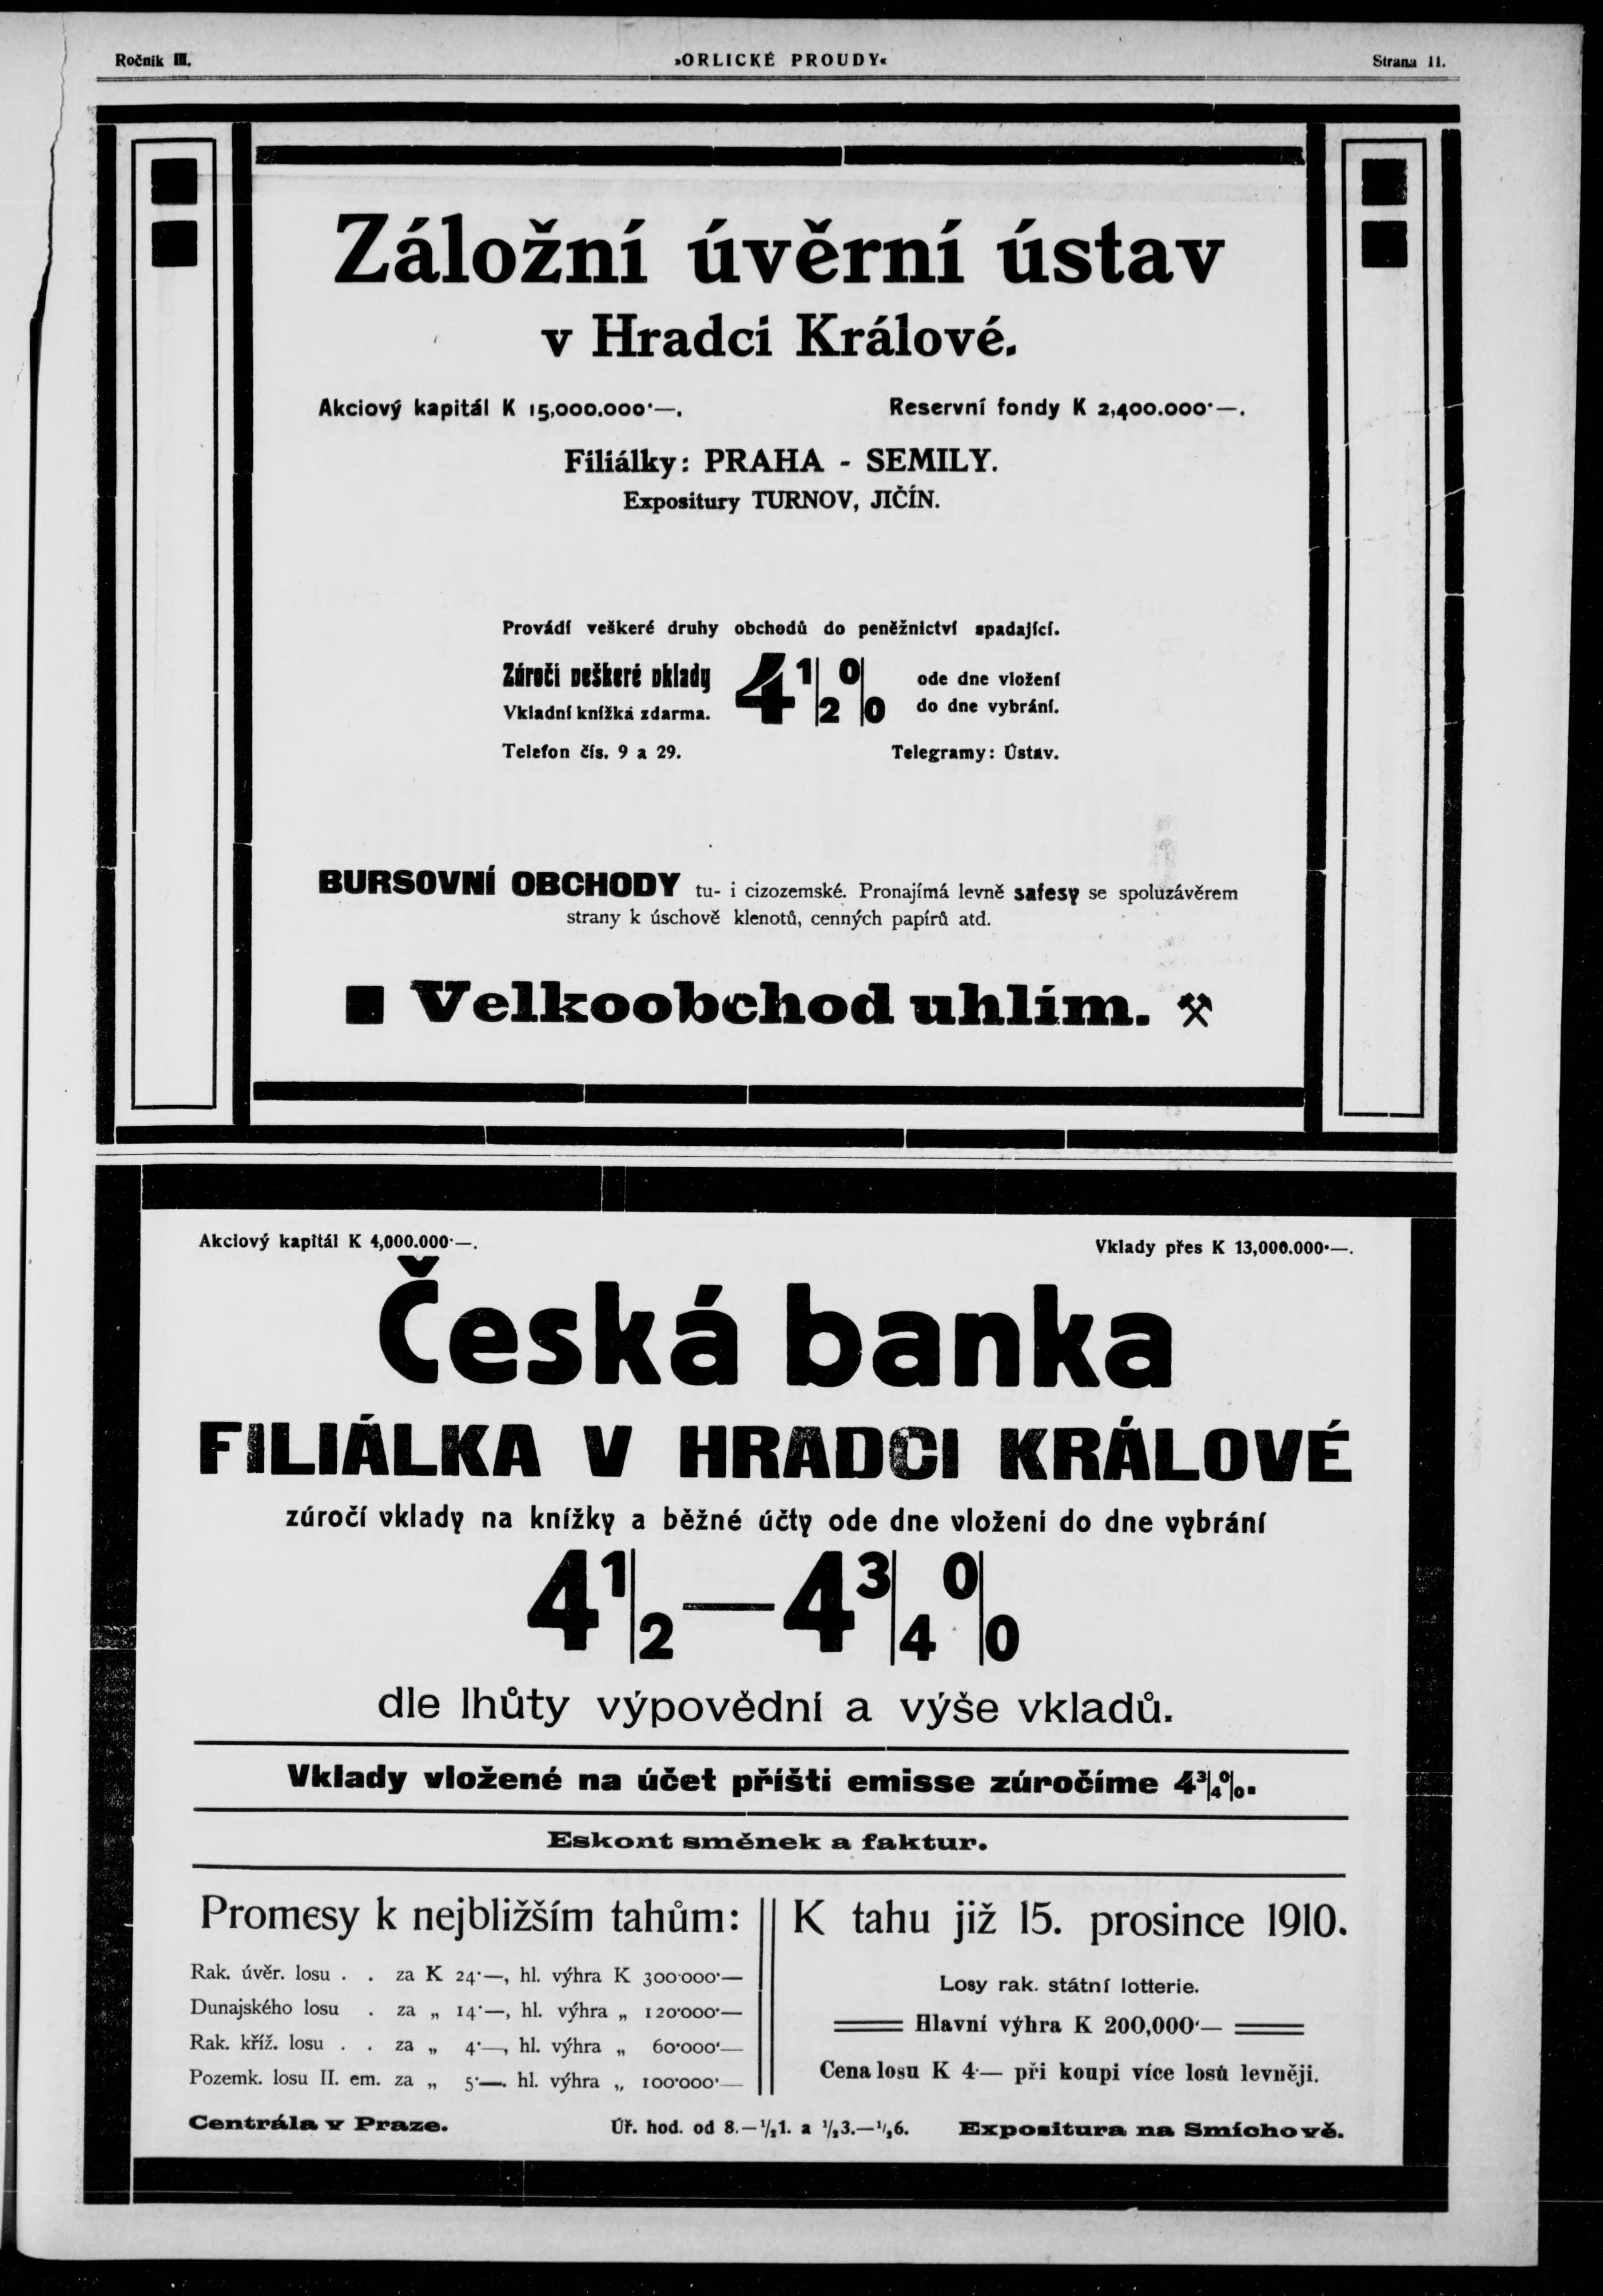 Ročník III.
»ORLICKÉ PROUDY«
Strana 11.
Záložní úvěrní ústav
v Hradci Králové.
Akciový kapitál K 15,000.000·—.
Reservní fondy K 2,400.000·—.
Filiálky: PRAHA - SEMILY.
Expositury TURNOV, JIČÍN.
Provádí veškeré druhy obchodů do peněžnictví spadající.
Zúročí veškeré vklady
Vkladní knížka zdarma.
4 1/2 %
ode dne vložení
do dne vybrání.
Telefon čís. 9 a 29.
Telegramy: Ústav.
BURSOVNÍ OBCHODY tu- i cizozemské. Pronajímá levně safesy se spoluzávěrem
strany k úschově klenotů, cenných papírů atd.
Velkoobchod uhlím. ⚒
Akciový kapitál K 4,000.000·—.
Vklady přes K 13,000.000·—.
Česká banka
FILIÁLKA V HRADCI KRÁLOVÉ
zúročí vklady na knížky a běžné účty ode dne vložení do dne vybrání
4 1/2 — 4 3/4 %
dle lhůty výpovědní a výše vkladů.
Vklady vložené na účet příšti emisse zúročíme 4 3/4 %.
Eskont směnek a faktur.
Promesy k nejbližším tahům:
Rak. úvěr. losu . . za K 24·—, hl. výhra K 300·000·—
Dunajského losu . za „ 14·—, hl. výhra „ 120·000·—
Rak. kříž. losu . . za „ 4·—, hl. výhra „ 60·000·—
Pozemk. losu II. em. za „ 5·—. hl. výhra „ 100·000·—
K tahu již 15. prosince 1910.
Losy rak. státní lotterie.
Hlavní výhra K 200,000·—
Cena losu K 4·— při koupi více losů levněji.
Centrála v Praze.
Úř. hod. od 8.—1/2 1. a 1/2 3.—1/2 6.
Expositura na Smíchově.